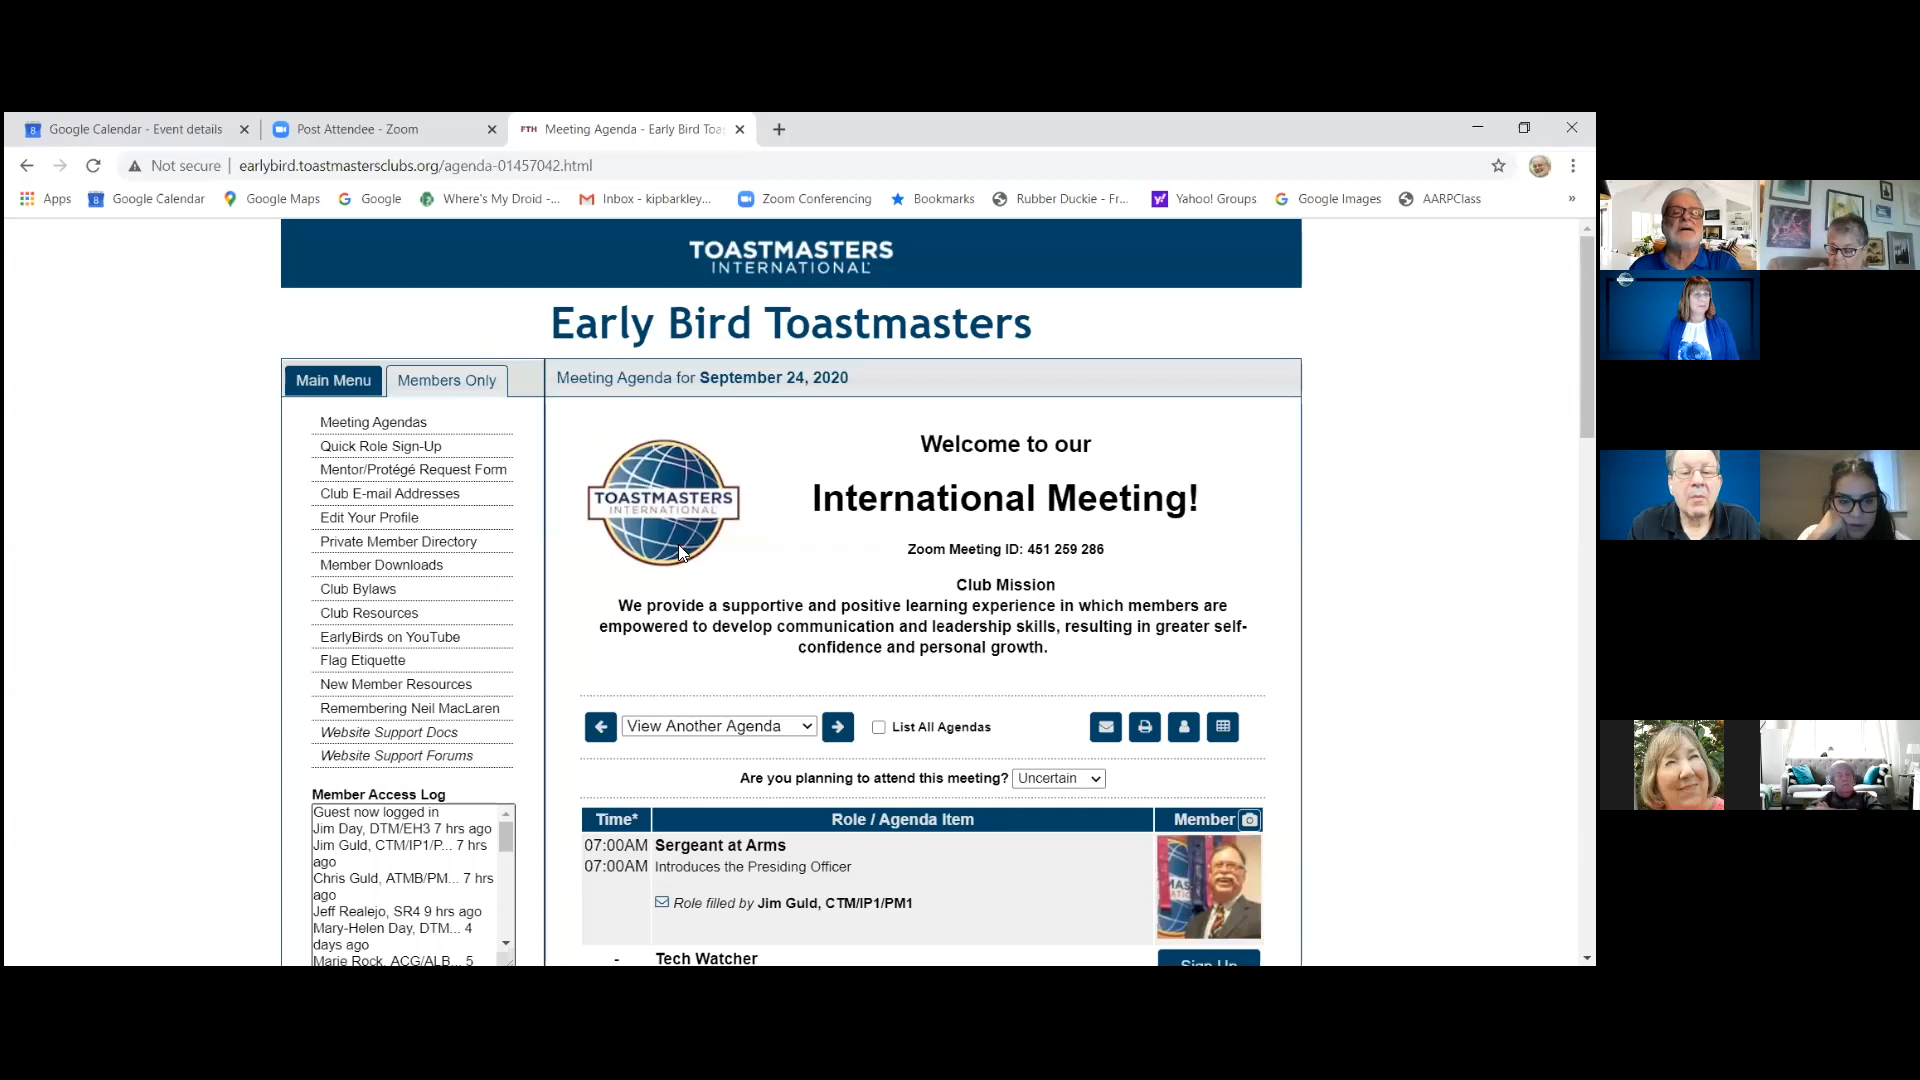 Google Calendar - Event details
Post Attendee - Zoom
FTH Meeting Agenda - Early Bird Toa
Not secure | earlybird.toastmastersclubs.org/agenda-01457042.html
Apps
8 Google Calendar
Google Maps
Google
Where's My Droid -...
Inbox - kipbarkley...
Zoom Conferencing
Bookmarks
Rubber Duckie - Fr...
Yahoo! Groups
Google Images
AARPClass
»
TOASTMASTERS
INTERNATIONAL
Early Bird Toastmasters
Main Menu
Members Only
Meeting Agenda for September 24, 2020
Meeting Agendas
Quick Role Sign-Up
Mentor/Protégé Request Form
Club E-mail Addresses
Edit Your Profile
Private Member Directory
Member Downloads
Club Bylaws
Club Resources
EarlyBirds on YouTube
Flag Etiquette
New Member Resources
Remembering Neil MacLaren
Website Support Docs
Website Support Forums
Member Access Log
Guest now logged in
Jim Day, DTM/EH3 7 hrs ago
Jim Guld, CTM/IP1/P... 7 hrs
ago
Chris Guld, ATMB/PM... 7 hrs
ago
Jeff Realejo, SR4 9 hrs ago
Mary-Helen Day, DTM... 4
days ago
Marie Rock, ACG/ALB... 5
TOASTMASTERS
INTERNATIONAL
Welcome to our
International Meeting!
Zoom Meeting ID: 451 259 286
Club Mission
We provide a supportive and positive learning experience in which members are
empowered to develop communication and leadership skills, resulting in greater self-
confidence and personal growth.
View Another Agenda
List All Agendas
Are you planning to attend this meeting? Uncertain
Time* Role / Agenda Item Member
07:00AM Sergeant at Arms
07:00AM Introduces the Presiding Officer
Role filled by Jim Guld, CTM/IP1/PM1
- Tech Watcher
Sign Up